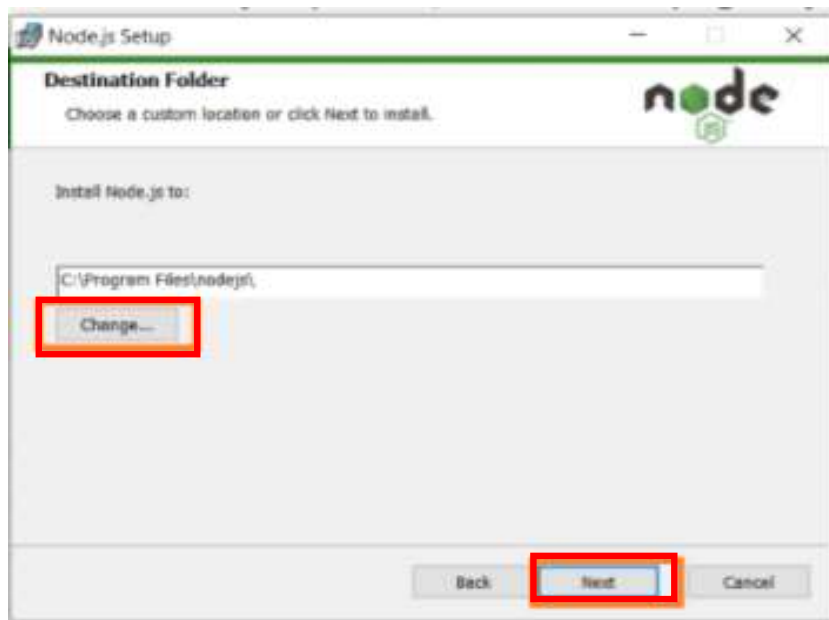 Node.js Setup
Destination Folder
Choose a custom location or click Next to install.
node
JS
Install Node.js to:
C:\Program Files\nodejs\
Change...
Back Next Cancel